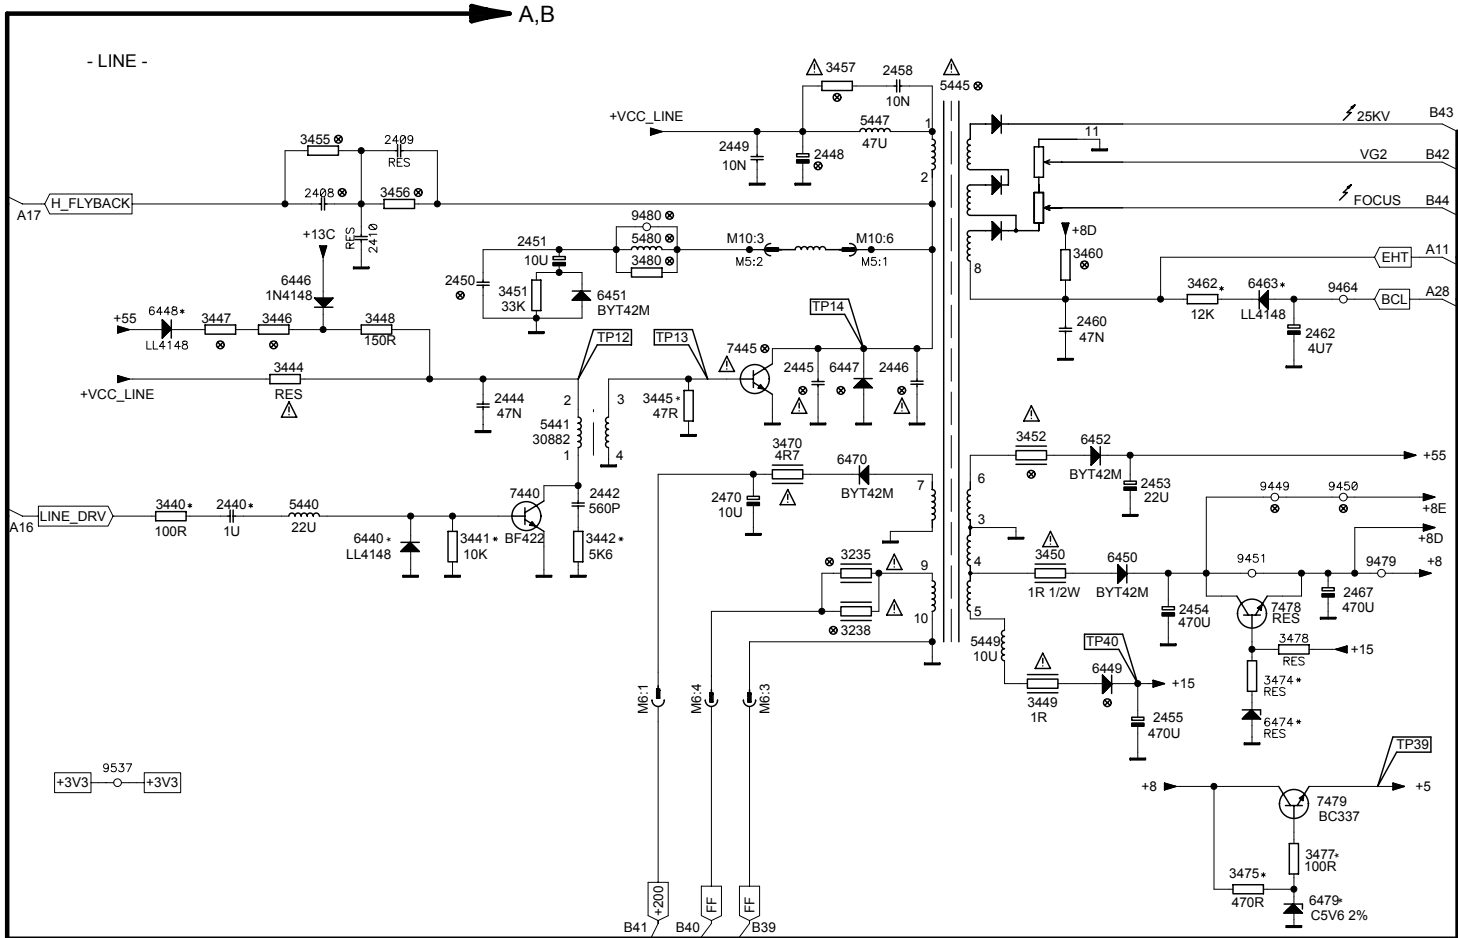 A,B
- LINE -
3457
2458
10N
5445
+VCC_LINE
5447
47U
1
2449
10N
2448
2
11
25KV
B43
VG2
B42
FOCUS
B44
3455
2409
RES
A17
H_FLYBACK
2408
3456
RES
2410
+13C
9480
5480
3480
M10:3
M5:2
M10:6
M5:1
2451
10U
2450
3451
33K
6451
BYT42M
8
+8D
3460
EHT
A11
3462*
12K
6463*
LL4148
9464
BCL
A28
2460
47N
2462
4U7
6446
1N4148
+55
6448*
LL4148
3447
3446
3448
150R
3444
RES
+VCC_LINE
TP12
TP13
TP14
7445
2445
6447
2446
2444
47N
2
3
5441
30882
1
4
3445*
47R
3470
4R7
6470
BYT42M
7
2470
10U
3452
6452
BYT42M
+55
6
2453
22U
3
9449
9450
+8E
+8D
A16
LINE_DRV
3440*
100R
2440*
1U
5440
22U
7440
BF422
2442
560P
6440*
LL4148
3441*
10K
3442*
5K6
3235
9
3238
10
4
3450
1R 1/2W
6450
BYT42M
9451
9479
+8
5
2454
470U
7478
RES
2467
470U
5449
10U
3478
RES
+15
TP40
3449
1R
6449
+15
3474*
RES
6474*
RES
2455
470U
M6:1
M6:4
M6:3
9537
+3V3
+3V3
TP39
+8
+5
7479
BC337
3477*
100R
3475*
470R
6479*
C5V6 2%
+200
FF
FF
B41
B40
B39